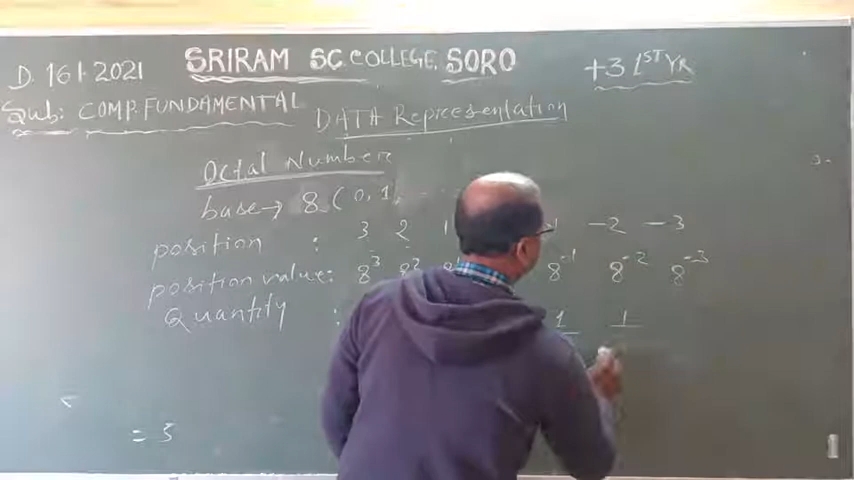 D. 16 1. 2021 SRIRAM SC. COLLEGE, SORO +3 1ST YR
Sub: COMP. FUNDAMENTAL
DATA Representation
Octal Number
base → 8 ( 0, 1,
position : 3 2 1 -1 -2 -3
position value: 8³ 8² 8 8⁻¹ 8⁻² 8⁻³
Quantity : 1 1
= 3